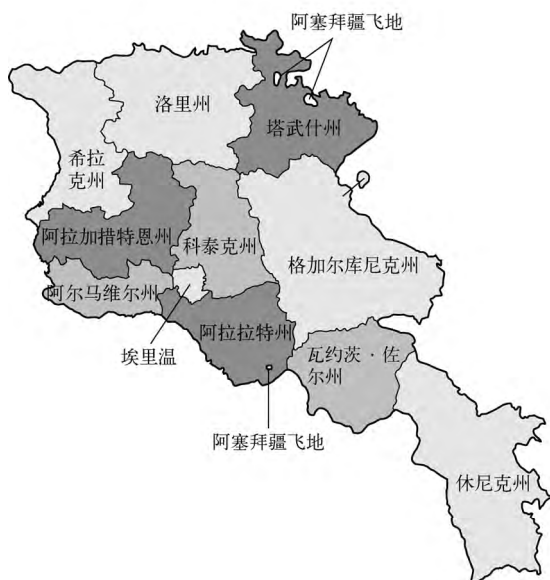 阿塞拜疆飞地
洛里州
塔武什州
希拉
克州
阿拉加措特恩州
科泰克州
格加尔库尼克州
阿尔马维尔州
阿拉拉特州
埃里温
瓦约茨·佐
尔州
阿塞拜疆飞地
休尼克州